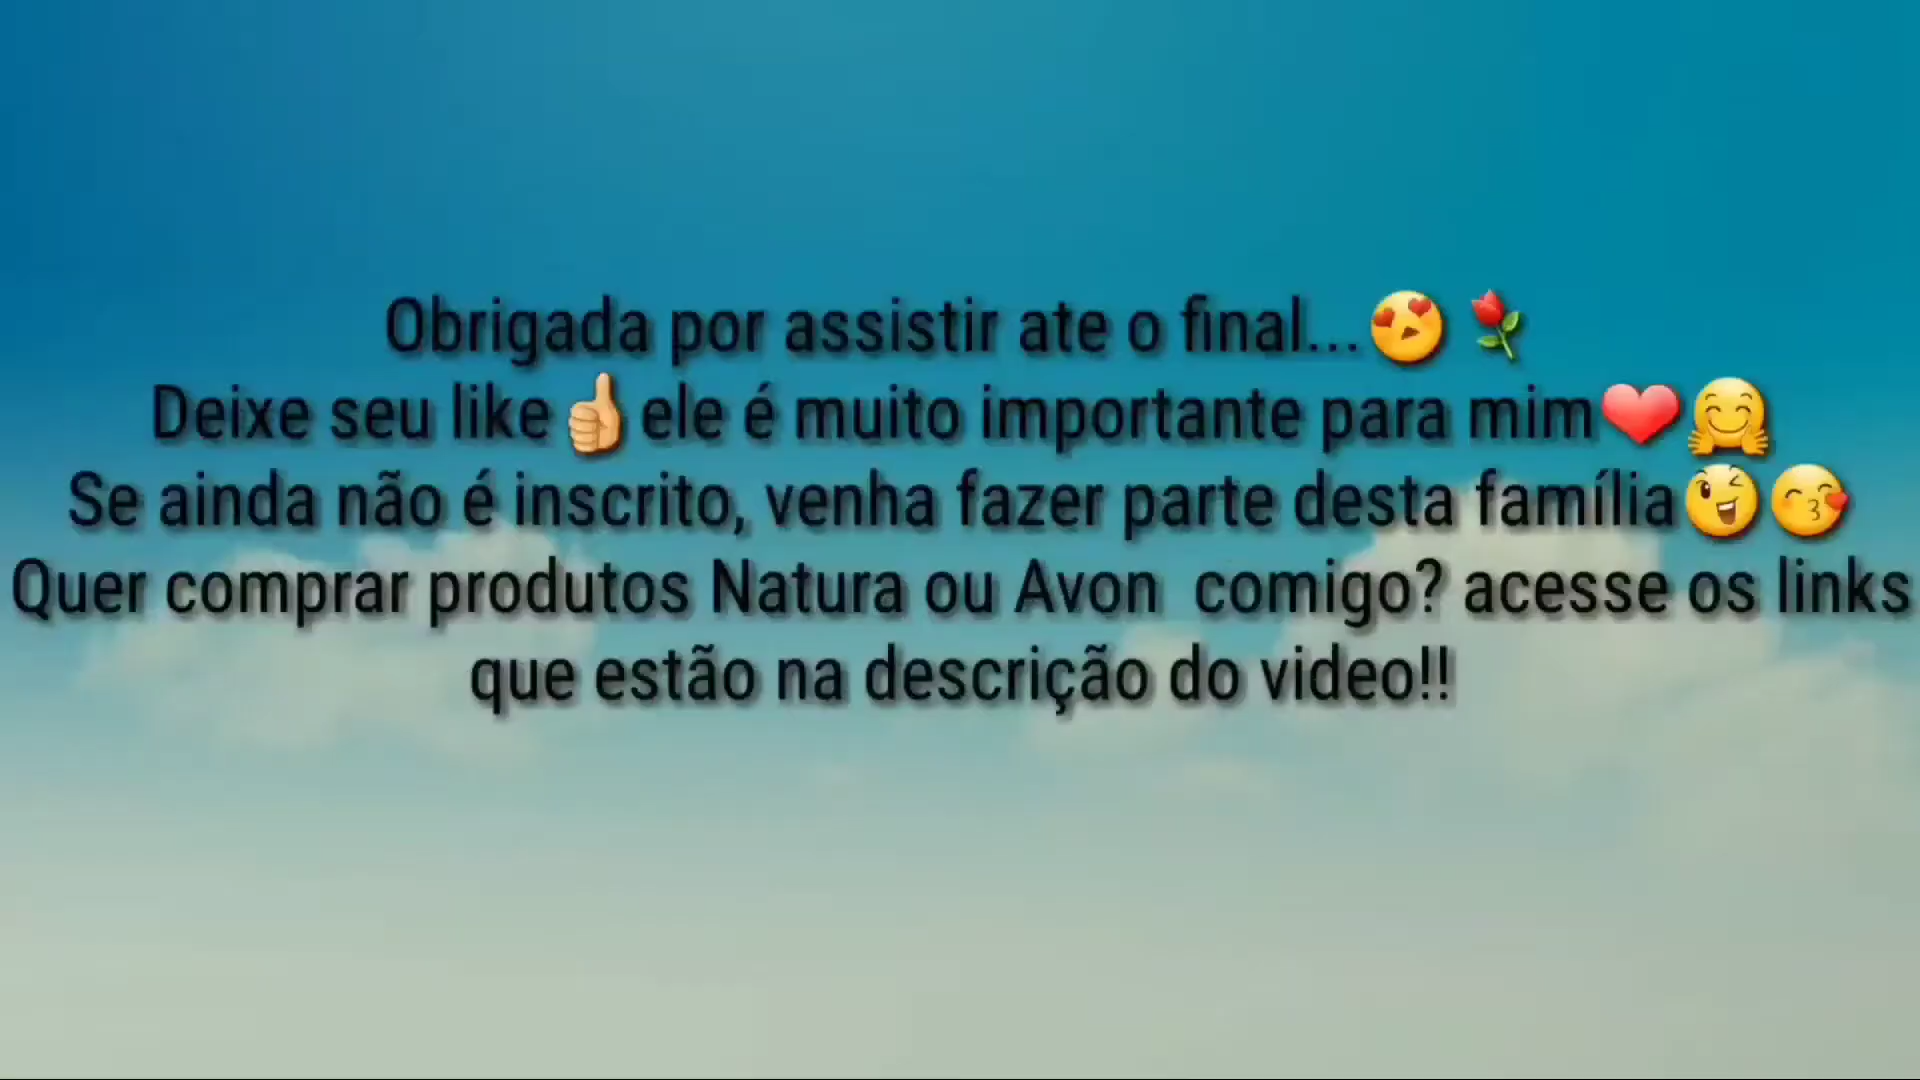 Obrigada por assistir ate o final...😍🌹
Deixe seu like👍🏼ele é muito importante para mim❤️🤗
Se ainda não é inscrito, venha fazer parte desta família😉😘
Quer comprar produtos Natura ou Avon  comigo? acesse os links
que estão na descrição do video!!